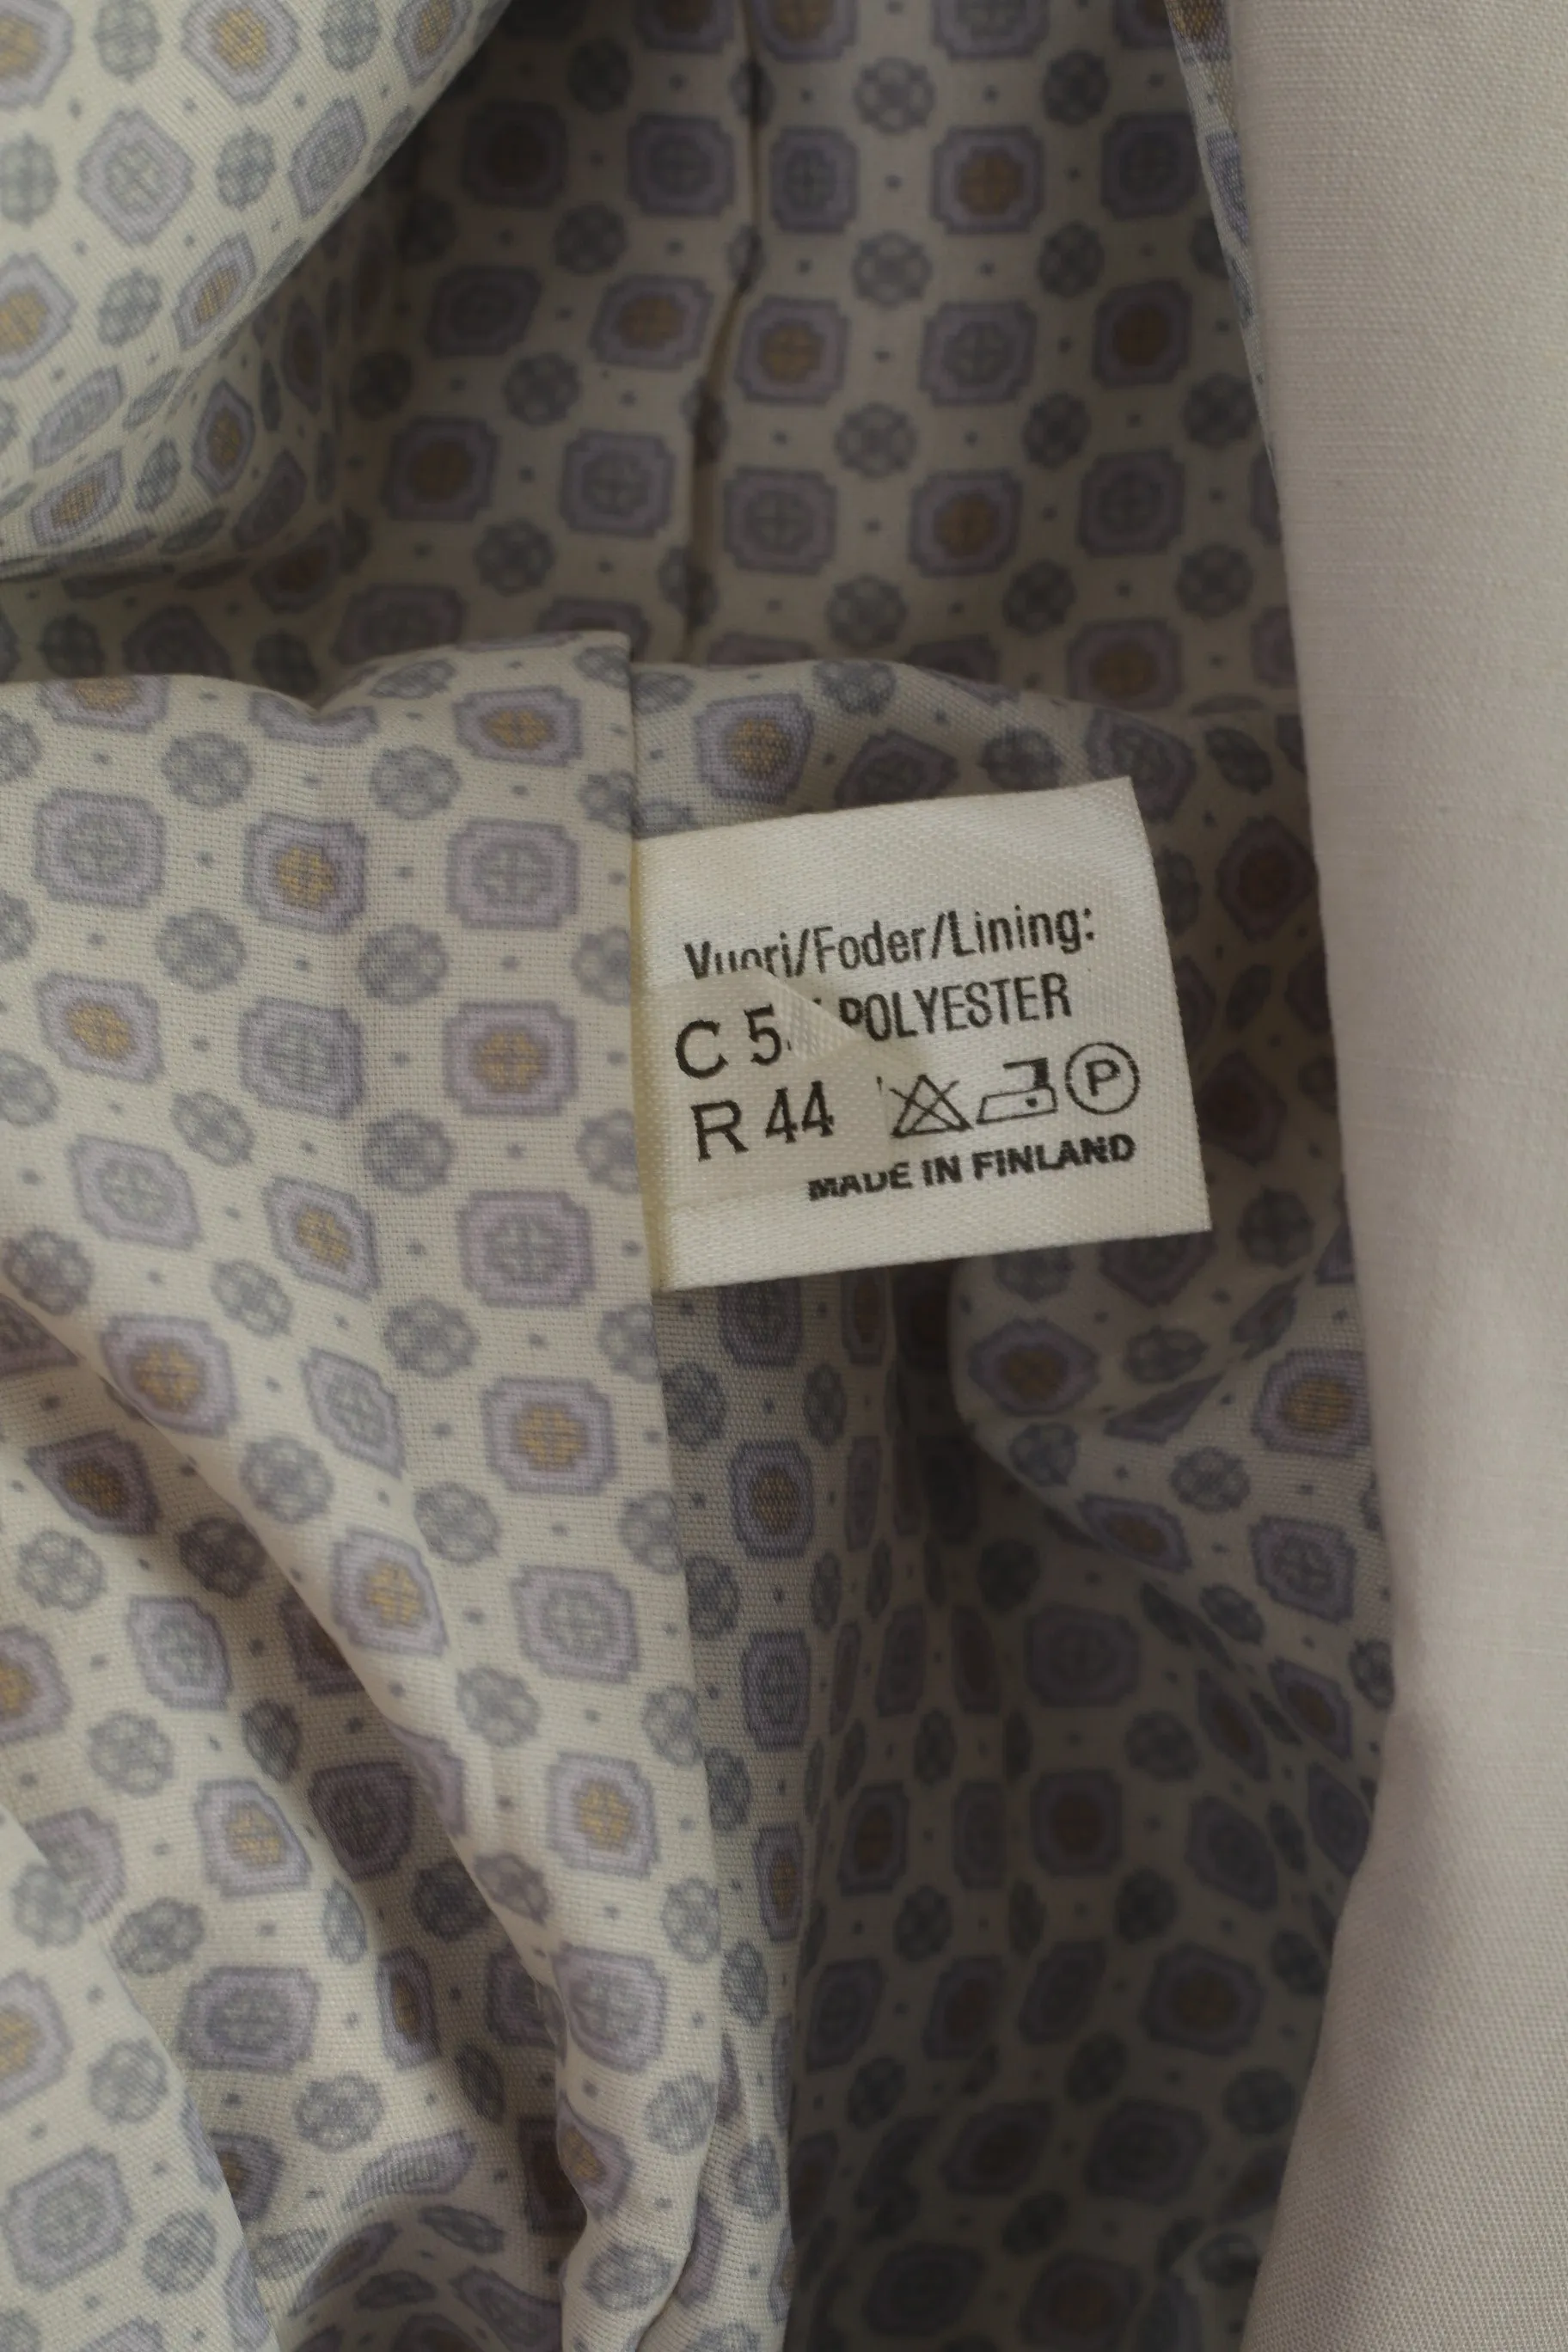 Vuori/Foder/Lining:
POLYESTER
C 5
R 44
P
MADE IN FINLAND